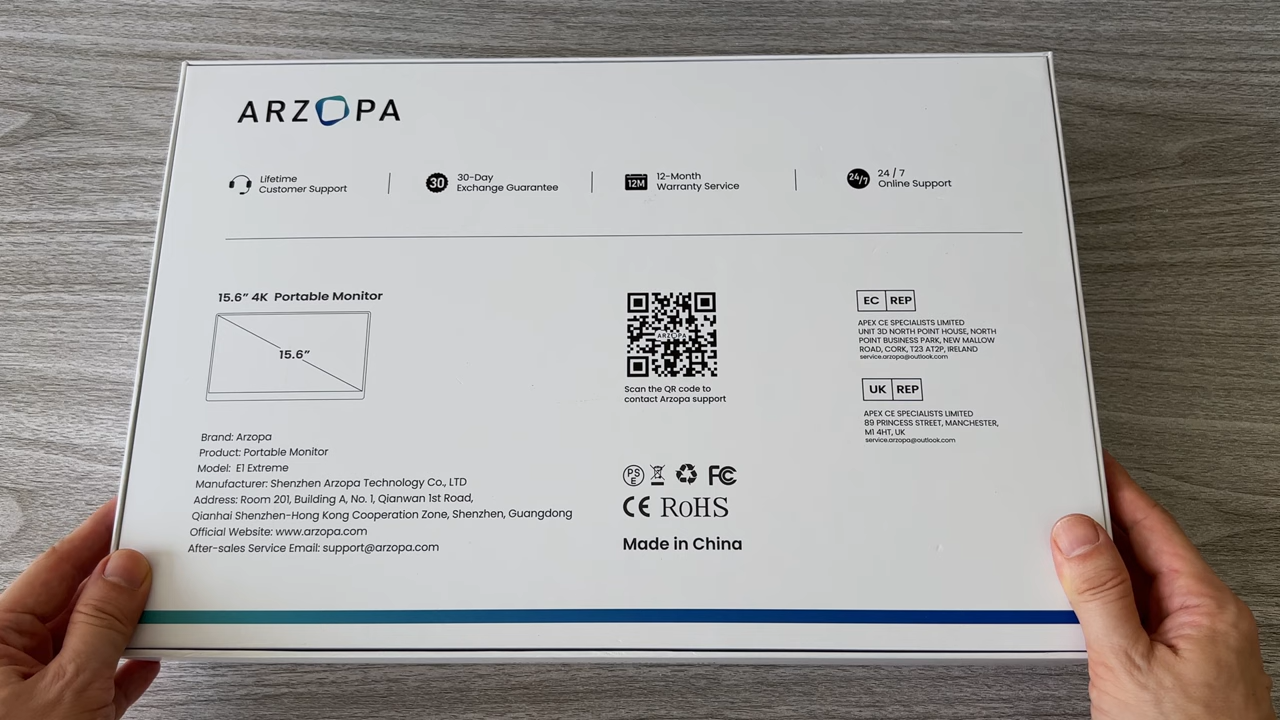 ARZOPA
Lifetime
Customer Support
30
30-Day
Exchange Guarantee
12M
12-Month
Warranty Service
24/7
24 / 7
Online Support
15.6” 4K Portable Monitor
15.6”
Brand: Arzopa
Product: Portable Monitor
Model: E1 Extreme
Manufacturer: Shenzhen Arzopa Technology Co., LTD
Address: Room 201, Building A, No. 1, Qianwan 1st Road,
Qianhai Shenzhen-Hong Kong Cooperation Zone, Shenzhen, Guangdong
Official Website: www.arzopa.com
After-sales Service Email: support@arzopa.com
ARZOPA
Scan the QR code to
contact Arzopa support
PS
E
FC
CE RoHS
Made in China
EC REP
APEX CE SPECIALISTS LIMITED
UNIT 3D NORTH POINT HOUSE, NORTH
POINT BUSINESS PARK, NEW MALLOW
ROAD, CORK, T23 AT2P, IRELAND
service.arzopa@outlook.com
UK REP
APEX CE SPECIALISTS LIMITED
89 PRINCESS STREET, MANCHESTER,
M1 4HT, UK
service.arzopa@outlook.com